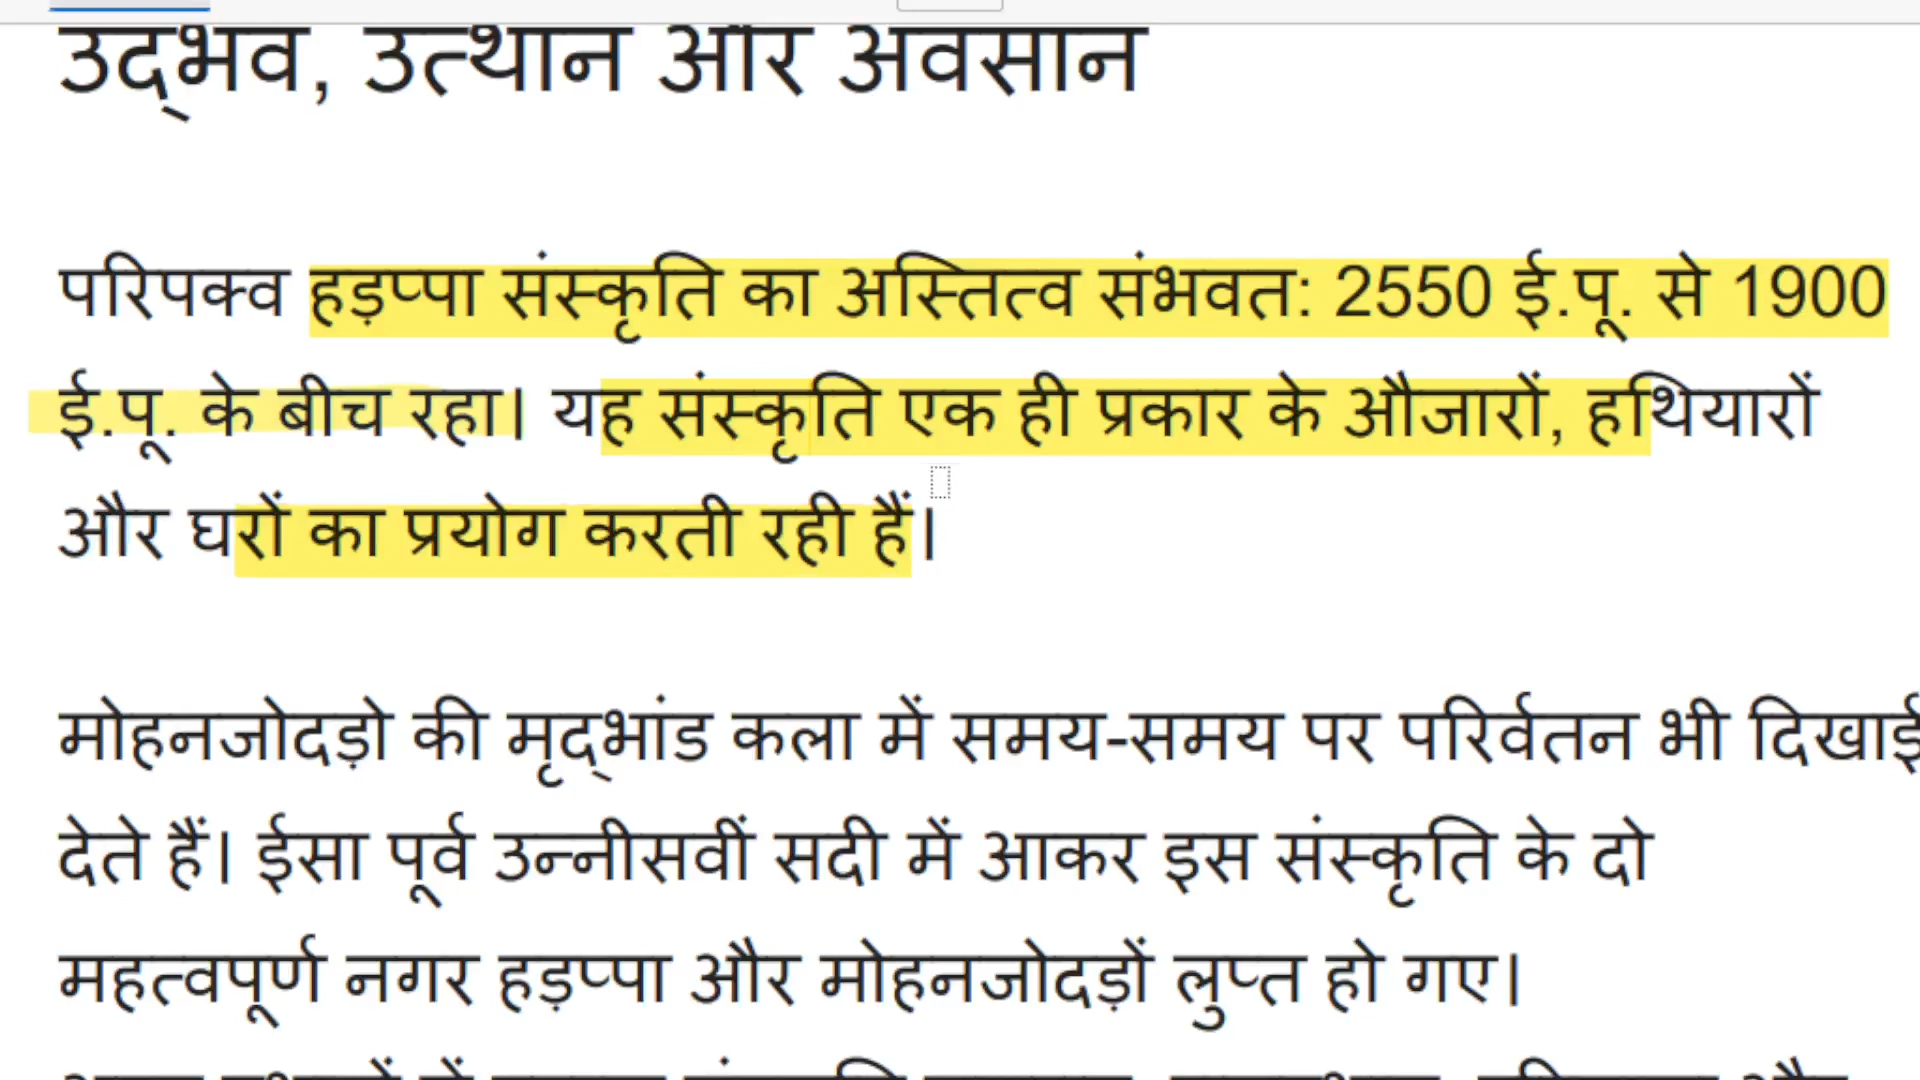 उद्‌भव, उत्थान और अवसान
परिपक्व हड़प्पा संस्कृति का अस्तित्व संभवत: 2550 ई.पू. से 1900
ई.पू. के बीच रहा। यह संस्कृति एक ही प्रकार के औजारों, हथियारों
और घरों का प्रयोग करती रही है।
मोहनजोदड़ो की मृद्‌भांड कला में समय-समय पर परिर्वतन भी दिखाई
देते हैं। ईसा पूर्व उन्नीसवीं सदी में आकर इस संस्कृति के दो
महत्वपूर्ण नगर हड़प्पा और मोहनजोदड़ों लुप्त हो गए।